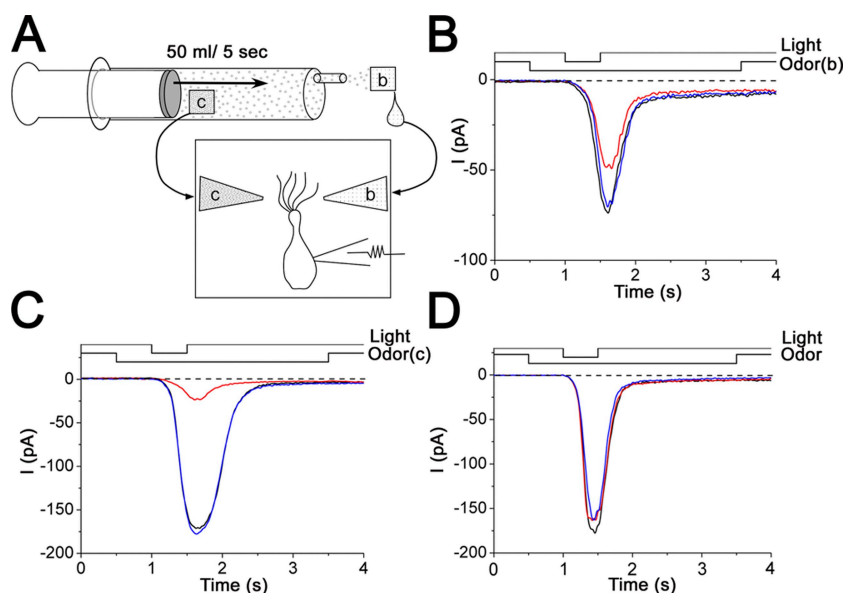 A
50 ml/ 5 sec
c
b
c
b
B
Light
Odor(b)
0
-50
-100
I (pA)
0
1
2
3
4
Time (s)
C
Light
Odor(c)
0
-50
-100
-150
-200
I (pA)
0
1
2
3
4
Time (s)
D
Light
Odor
0
-50
-100
-150
-200
I (pA)
0
1
2
3
4
Time (s)